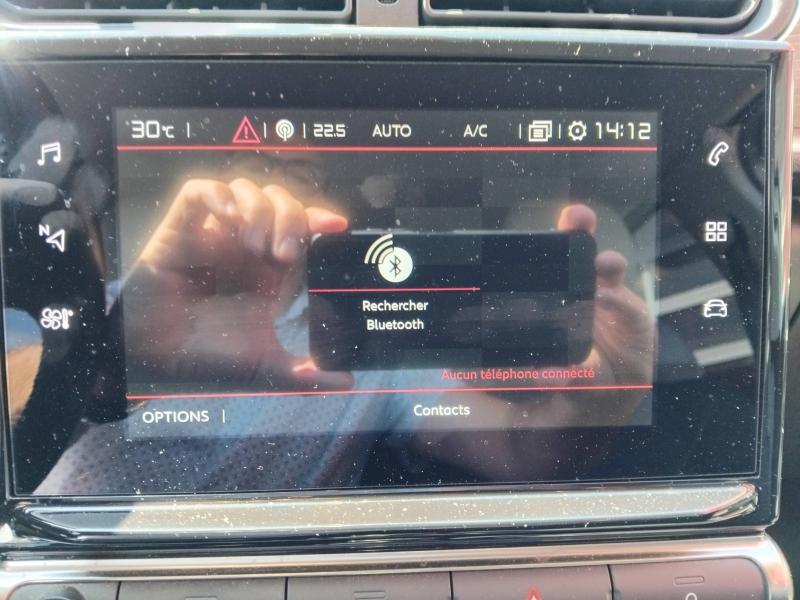 30°C | | 22.5 AUTO A/C | | 14:12
N
Rechercher
Bluetooth
Aucun téléphone connecté
OPTIONS | Contacts